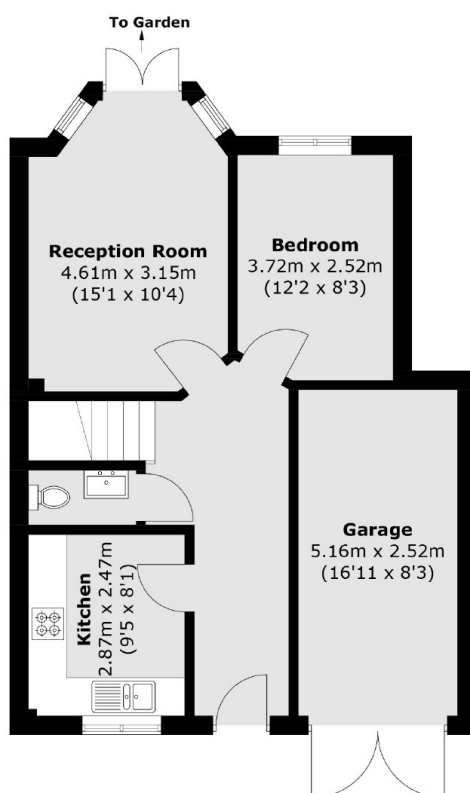 To Garden
Reception Room
4.61m x 3.15m
(15'1 x 10'4)
Bedroom
3.72m x 2.52m
(12'2 x 8'3)
Garage
5.16m x 2.52m
(16'11 x 8'3)
Kitchen
2.87m x 2.47m
(9'5 x 8'1)